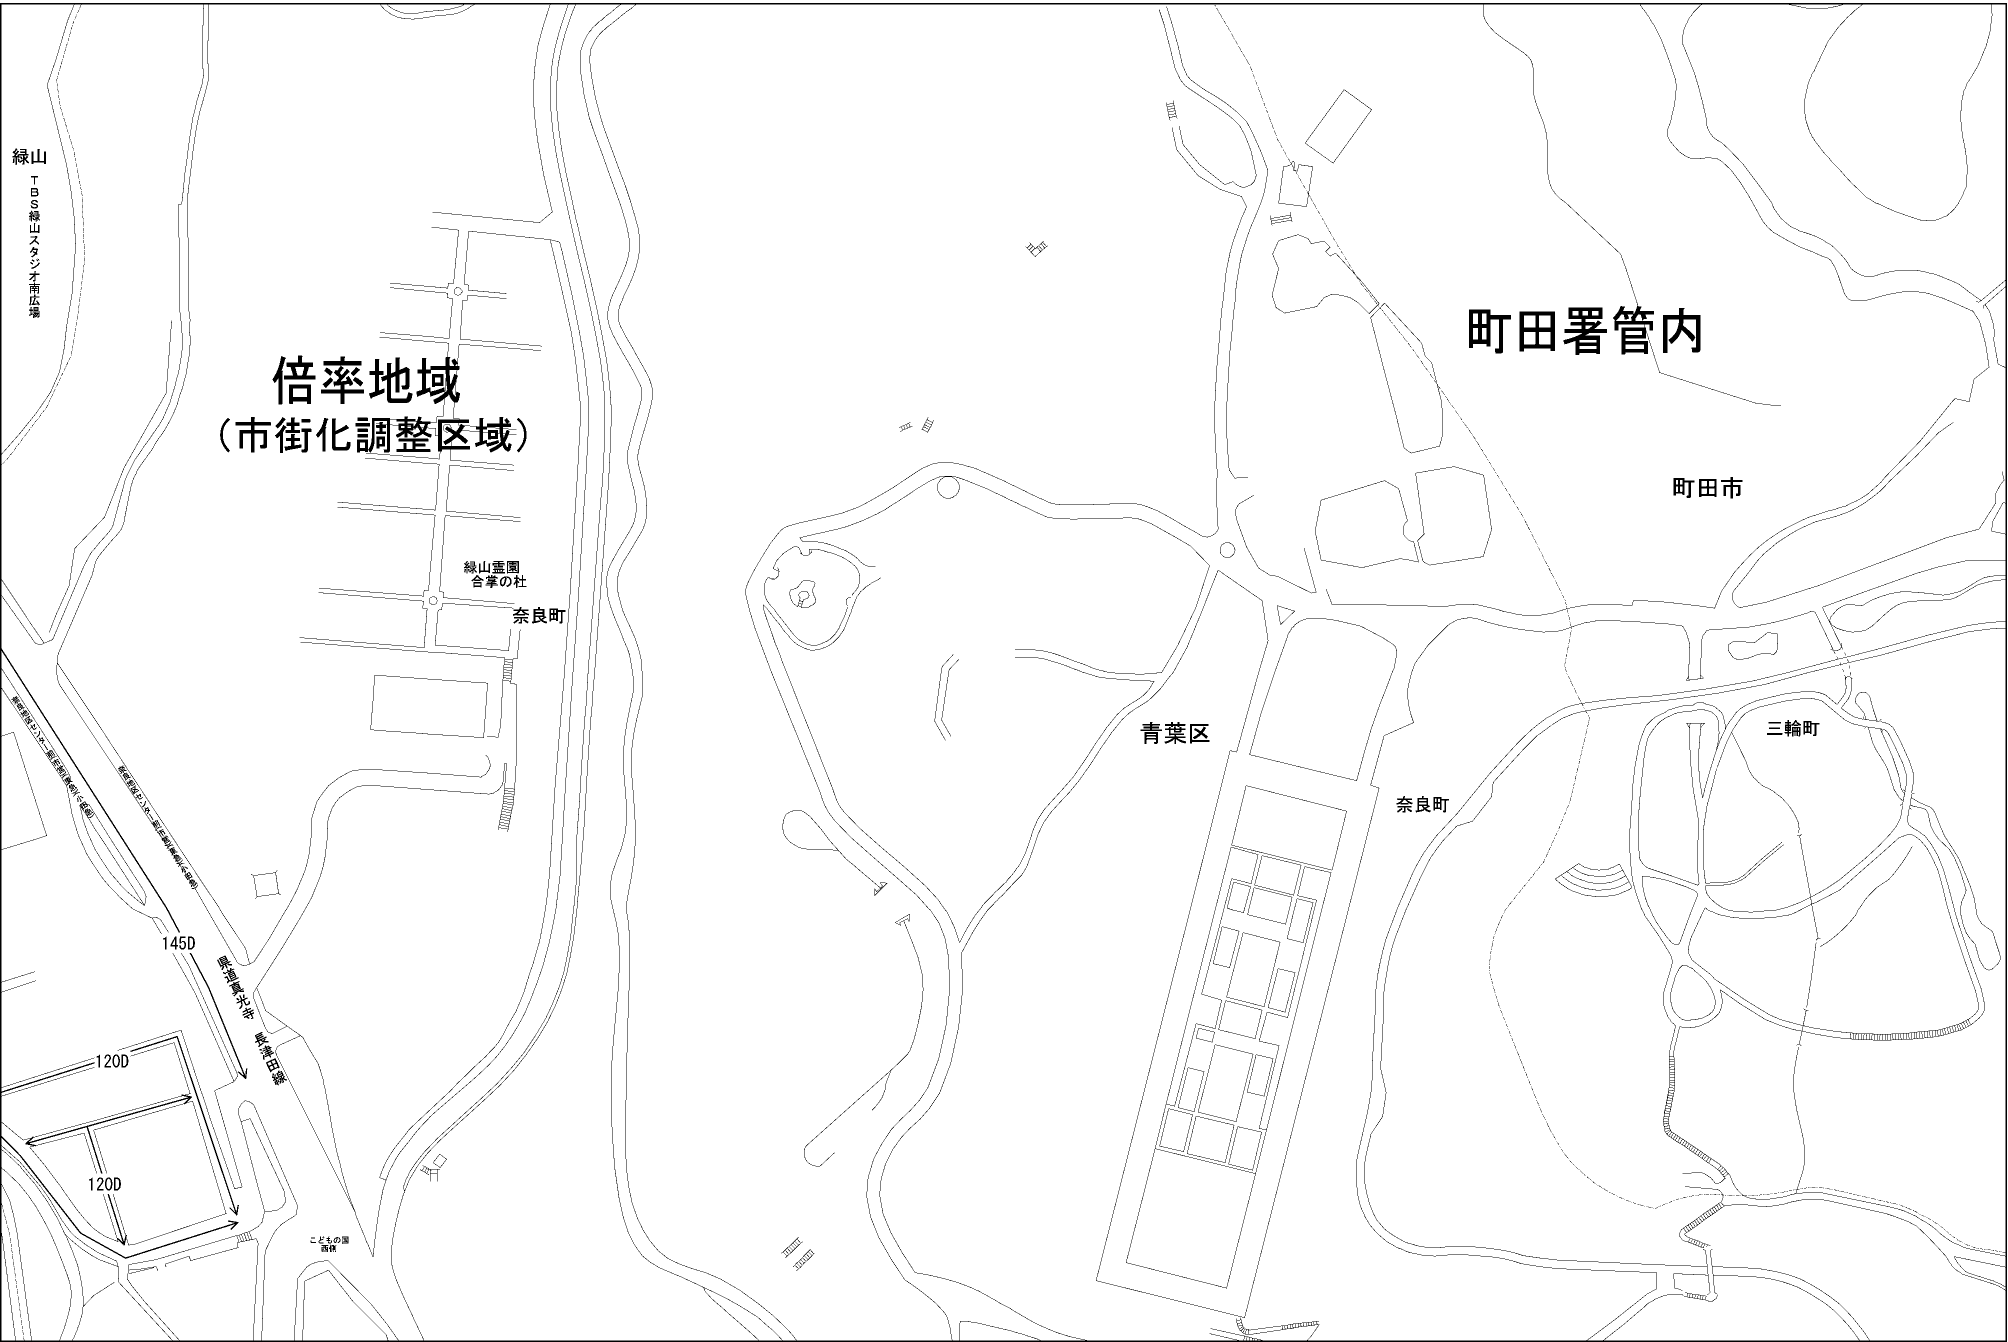 緑山
TBS緑山スタジオ南広場
倍率地域
（市街化調整区域）
町田署管内
町田市
緑山霊園
合掌の杜
奈良町
青葉区
三輪町
奈良町
145D
県道真光寺 長津田線
120D
120D
こどもの国
西側